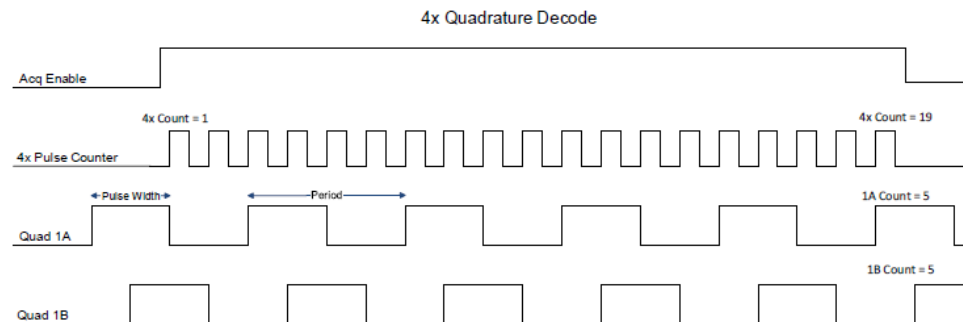 4x Quadrature Decode
Acq Enable
4x Count = 1
4x Count = 19
4x Pulse Counter
Pulse Width
Period
1A Count = 5
Quad 1A
1B Count = 5
Quad 1B